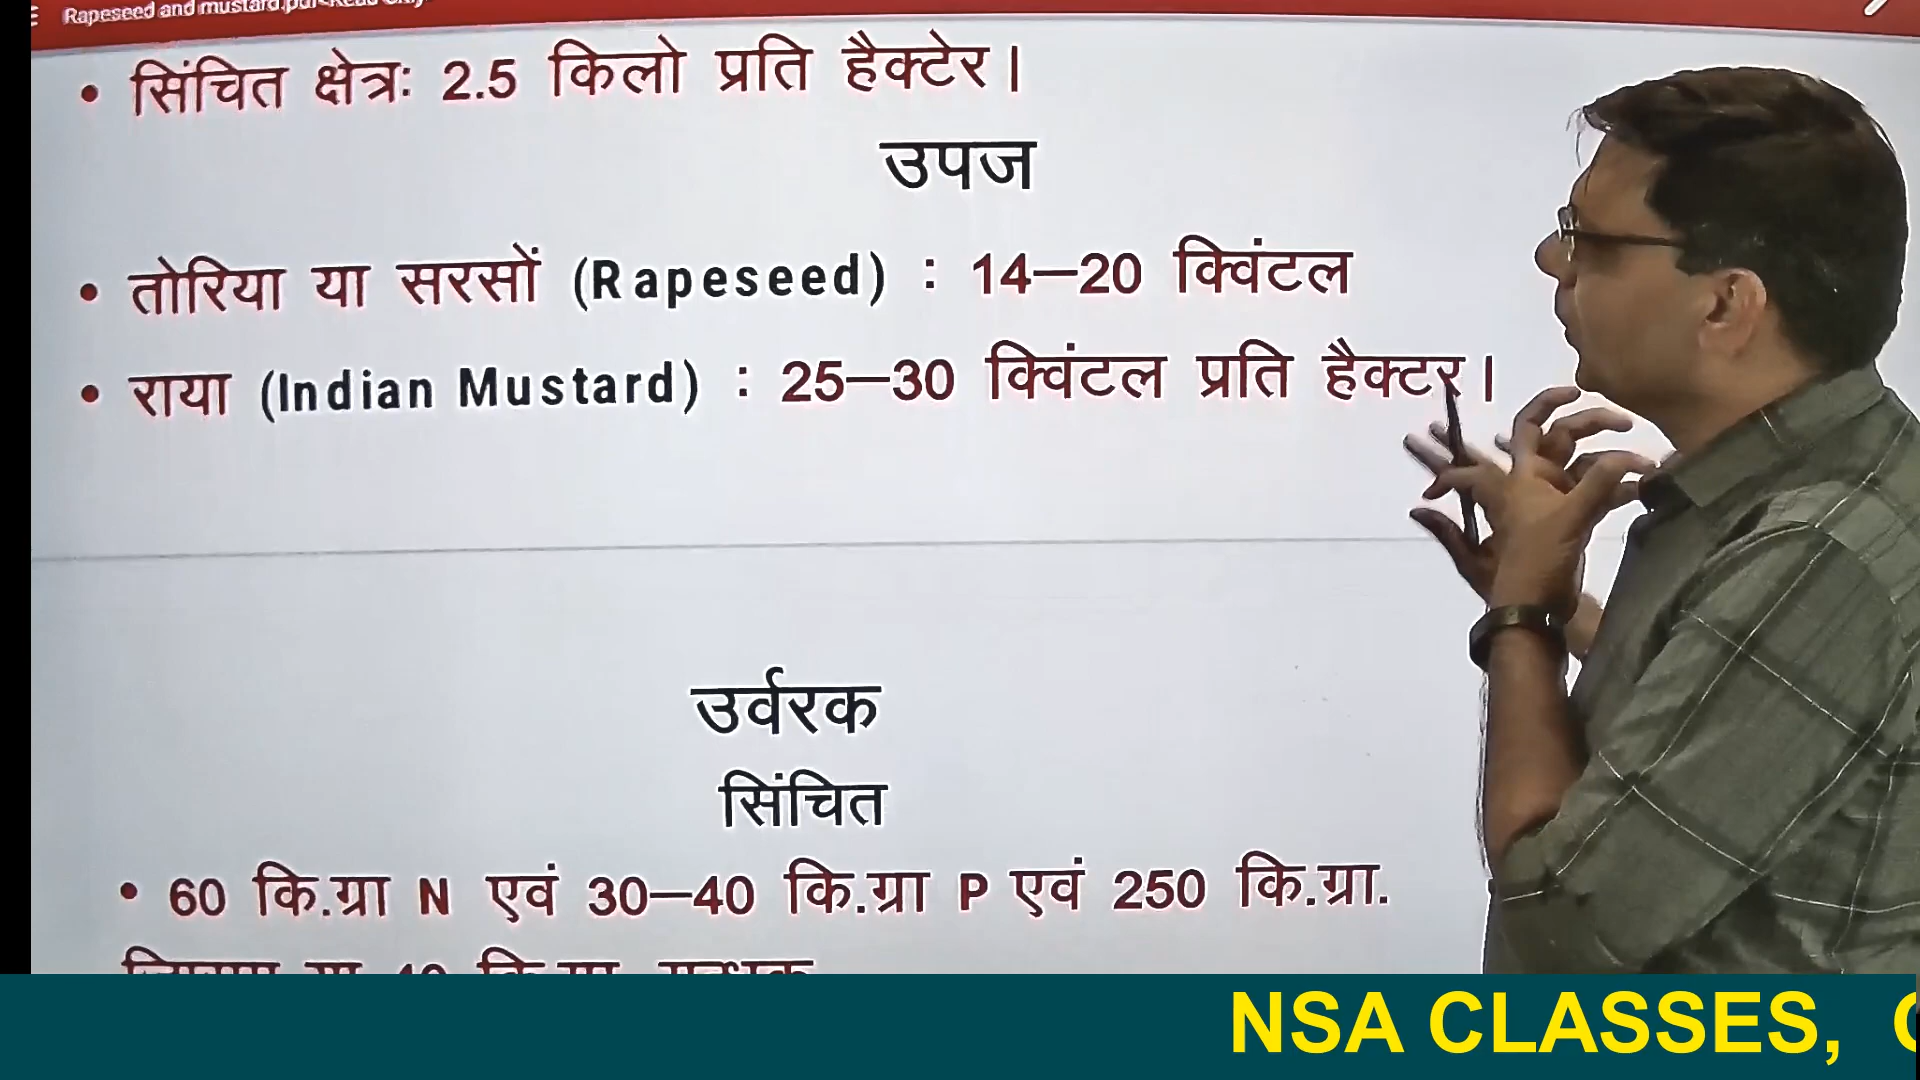 Rapeseed and mustard.pdf
• सिंचित क्षेत्रः 2.5 किलो प्रति हैक्टेर।
उपज
• तोरिया या सरसों (Rapeseed) : 14–20 क्विंटल
• राया (Indian Mustard) : 25–30 क्विंटल प्रति हैक्टर।
उर्वरक
सिंचित
• 60 कि.ग्रा N एवं 30–40 कि.ग्रा P एवं 250 कि.ग्रा.
NSA CLASSES,